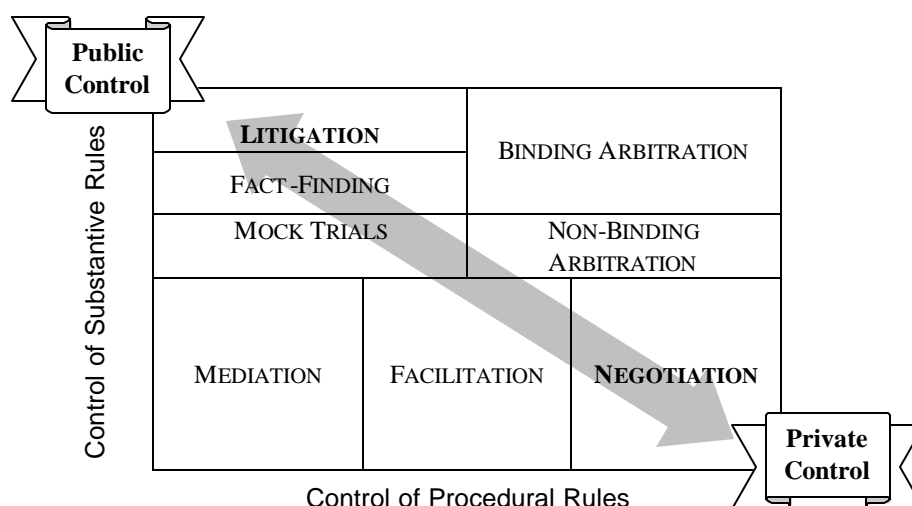 Public
Control
LITIGATION
BINDING ARBITRATION
FACT-FINDING
MOCK TRIALS
NON-BINDING
ARBITRATION
Control of Substantive Rules
MEDIATION
FACILITATION
NEGOTIATION
Private
Control
Control of Procedural Rules